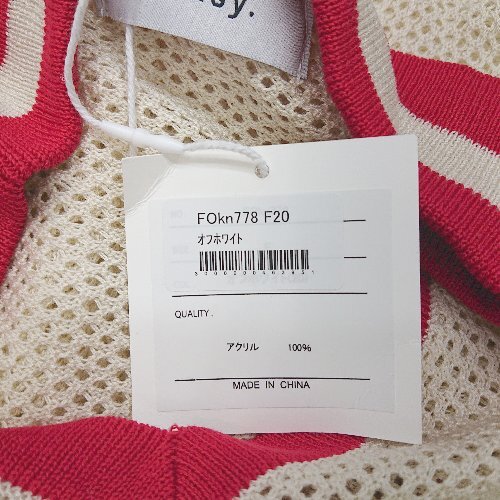 sy.
FOkn778 F20
オフホワイト
QUALITY .
アクリル 100%
MADE IN CHINA